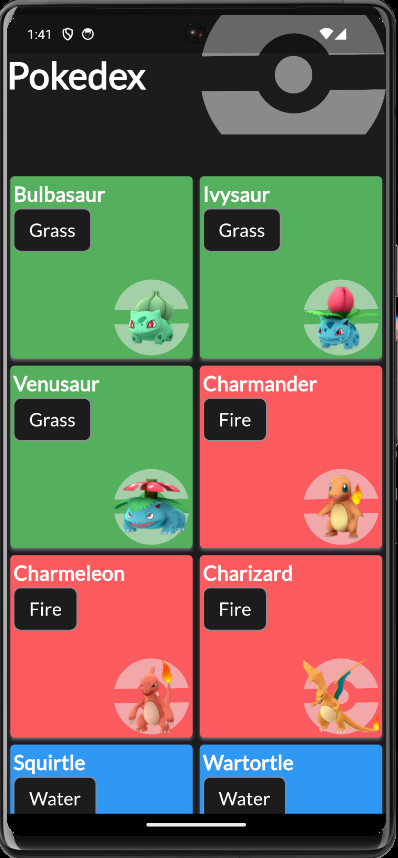 1:41
Pokedex
Bulbasaur
Grass
Ivysaur
Grass
Venusaur
Grass
Charmander
Fire
Charmeleon
Fire
Charizard
Fire
Squirtle
Water
Wartortle
Water